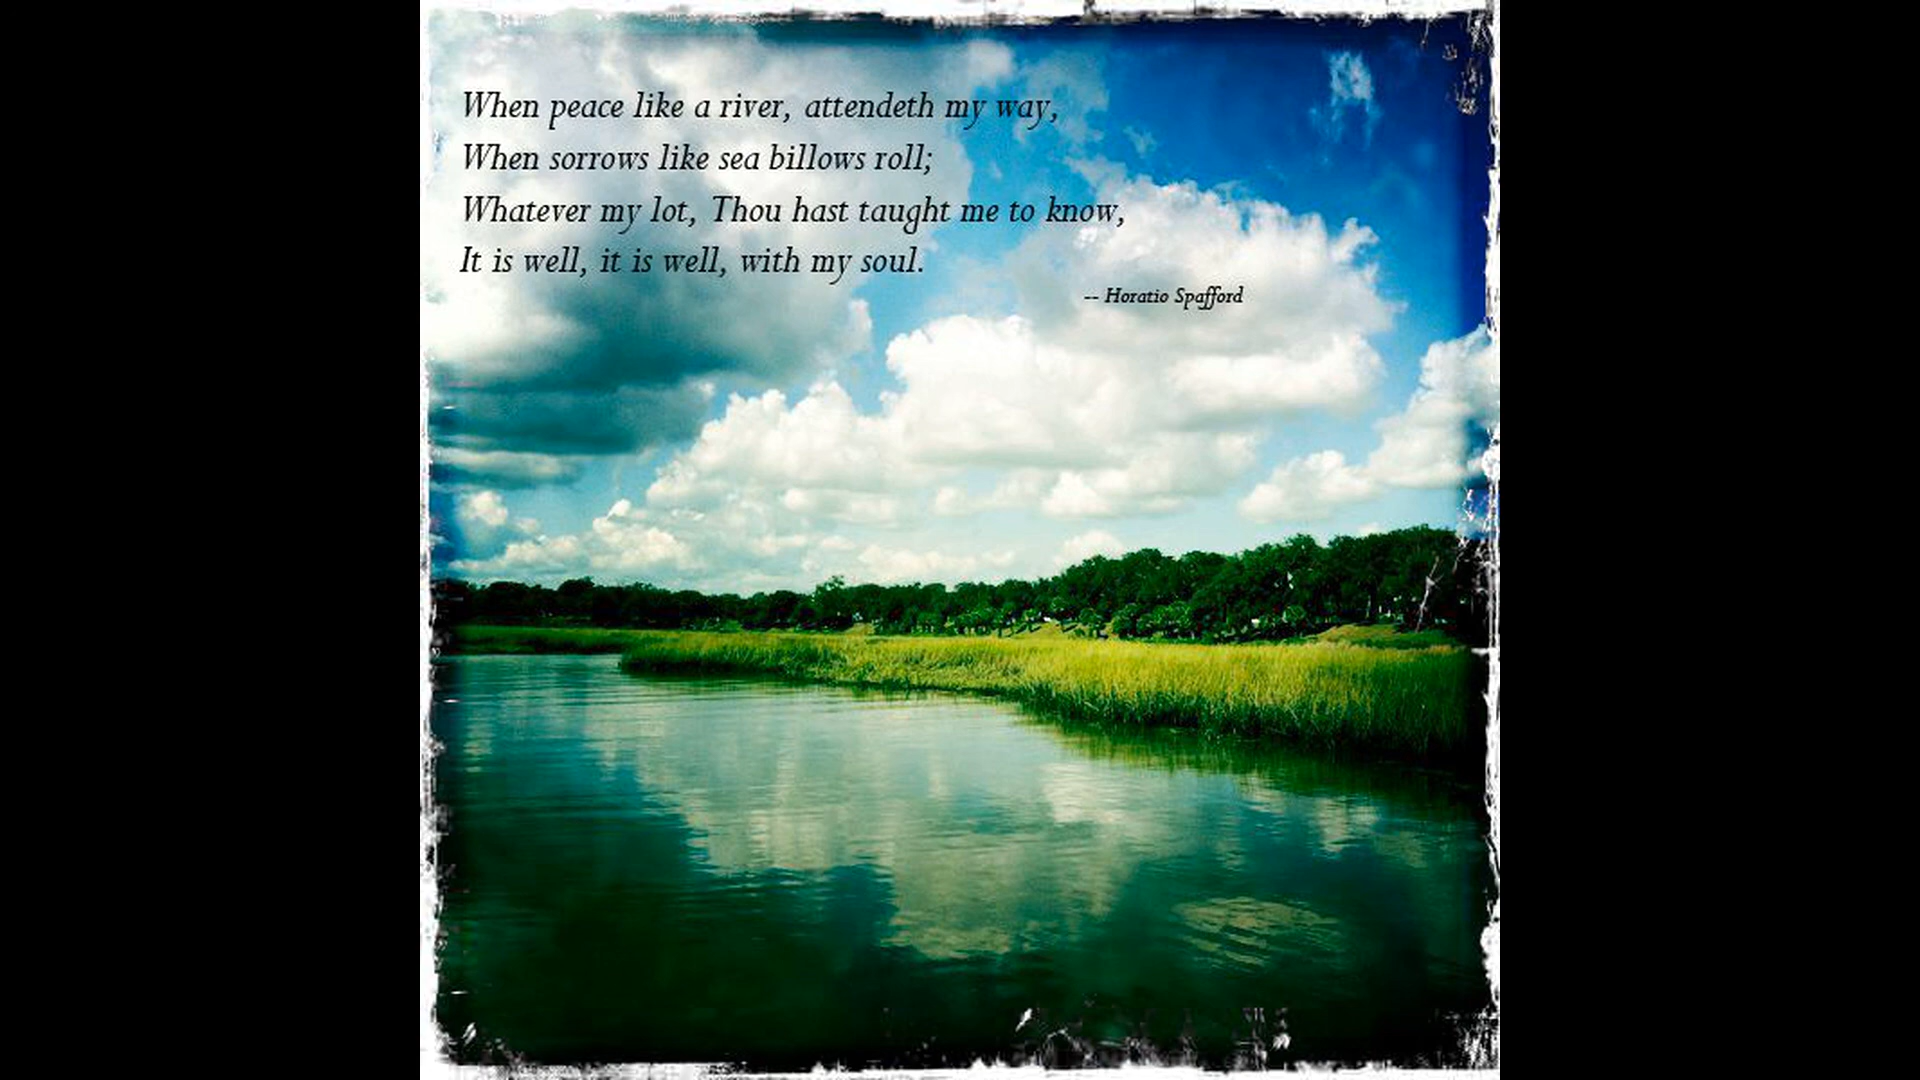 When peace like a river, attendeth my way,
When sorrows like sea billows roll;
Whatever my lot, Thou hast taught me to know,
It is well, it is well, with my soul.
-- Horatio Spafford